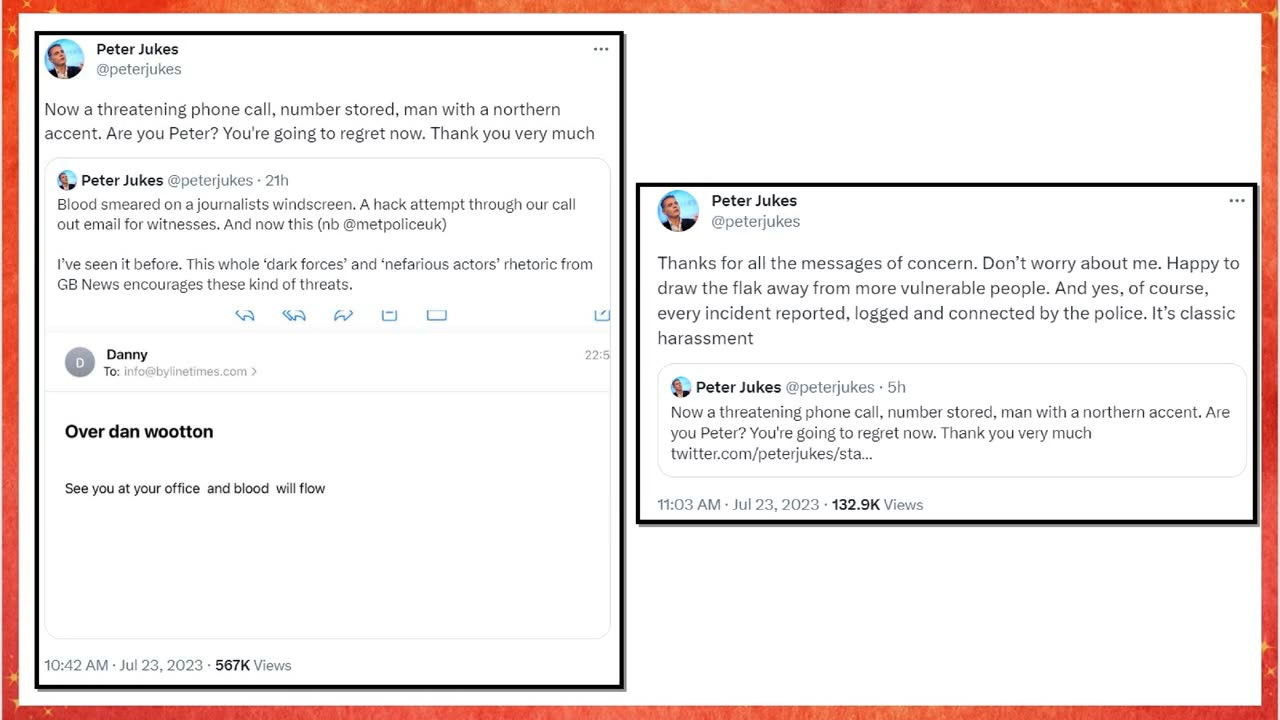 Peter Jukes
@peterjukes
Now a threatening phone call, number stored, man with a northern
accent. Are you Peter? You're going to regret now. Thank you very much
Peter Jukes @peterjukes · 21h
Blood smeared on a journalists windscreen. A hack attempt through our call
out email for witnesses. And now this (nb @metpoliceuk)
I've seen it before. This whole ‘dark forces’ and ‘nefarious actors’ rhetoric from
GB News encourages these kind of threats.
D
Danny
22:5
To: info@bylinetimes.com >
Over dan wootton
See you at your office and blood will flow
10:42 AM · Jul 23, 2023 · 567K Views
Peter Jukes
@peterjukes
Thanks for all the messages of concern. Don’t worry about me. Happy to
draw the flak away from more vulnerable people. And yes, of course,
every incident reported, logged and connected by the police. It’s classic
harassment
Peter Jukes @peterjukes · 5h
Now a threatening phone call, number stored, man with a northern accent. Are
you Peter? You're going to regret now. Thank you very much
twitter.com/peterjukes/sta...
11:03 AM · Jul 23, 2023 · 132.9K Views